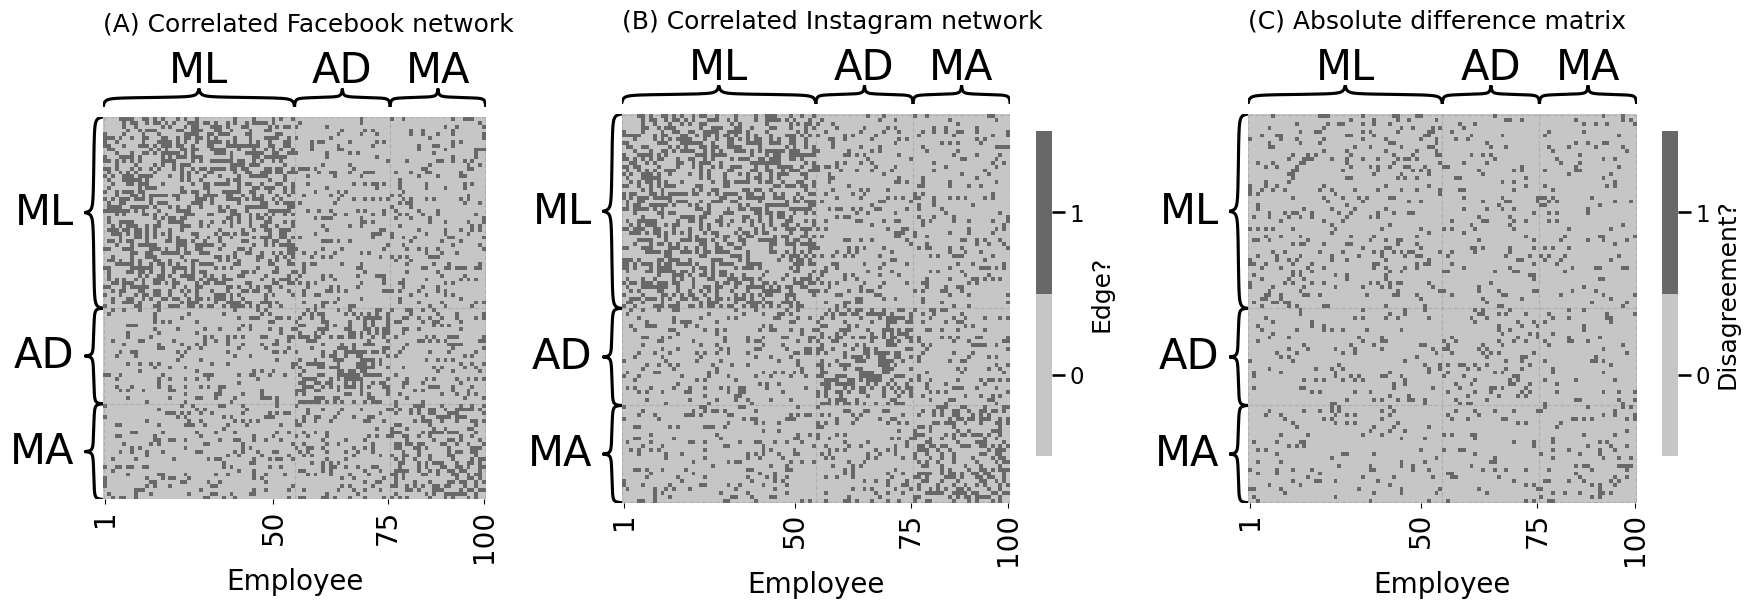 (A) Correlated Facebook network
ML AD MA
ML
AD
MA
1 50 75 100
Employee
(B) Correlated Instagram network
ML AD MA
ML
AD
MA
1 50 75 100
Employee
1
0
Edge?
(C) Absolute difference matrix
ML AD MA
ML
AD
MA
1 50 75 100
Employee
1
0
Disagreement?